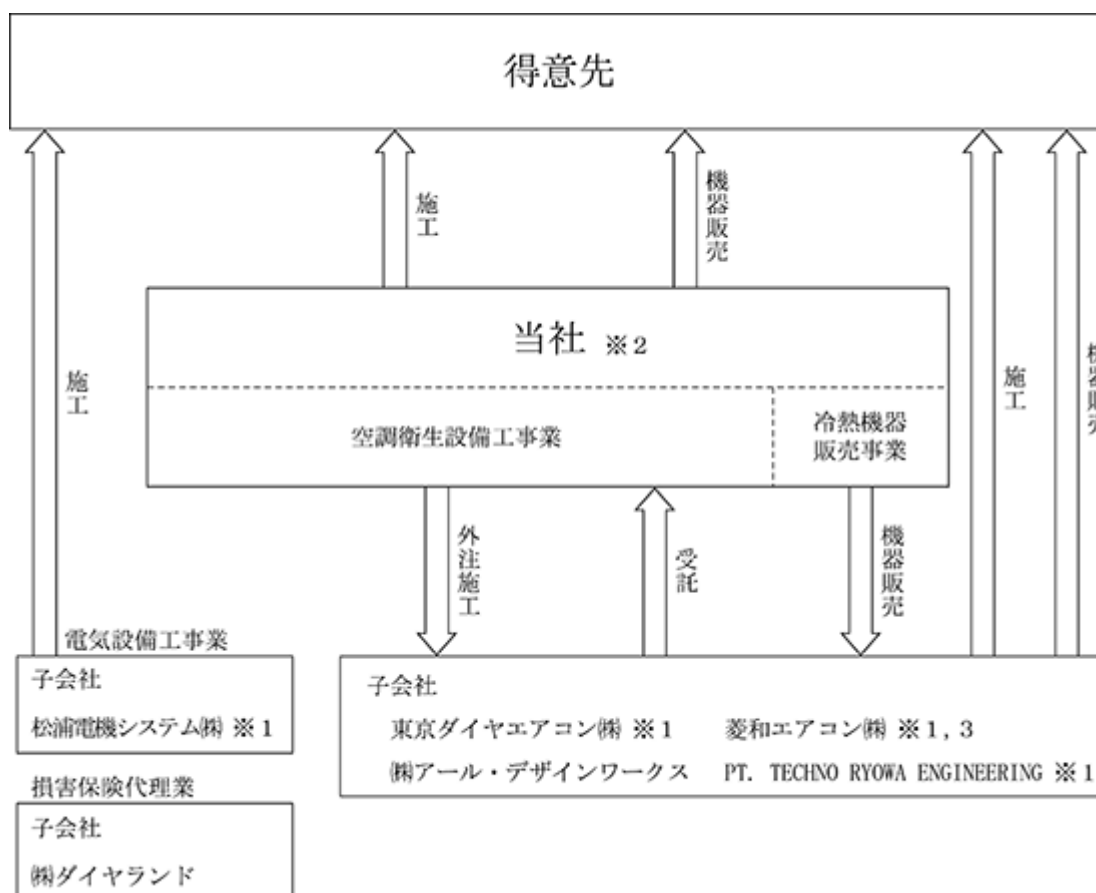 得意先
施工
機器販売
施工
当社 ※2
施工
機器販売
空調衛生設備工事業
冷熱機器
販売事業
外注施工
受託
機器販売
電気設備工事業
子会社
松浦電機システム㈱ ※1
子会社
東京ダイヤエアコン㈱ ※1 菱和エアコン㈱ ※1, 3
㈱アール・デザインワークス PT. TECHNO RYOWA ENGINEERING ※1
損害保険代理業
子会社
㈱ダイヤランド